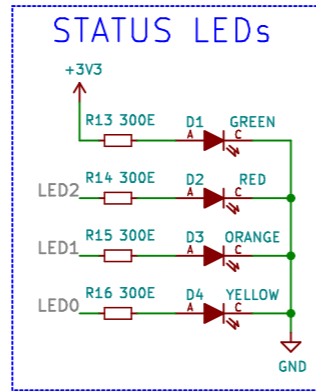 STATUS LEDs
+3V3
R13 300E D1 GREEN
A C
LED2 R14 300E D2 RED
A C
LED1 R15 300E D3 ORANGE
A C
LED0 R16 300E D4 YELLOW
A C
GND